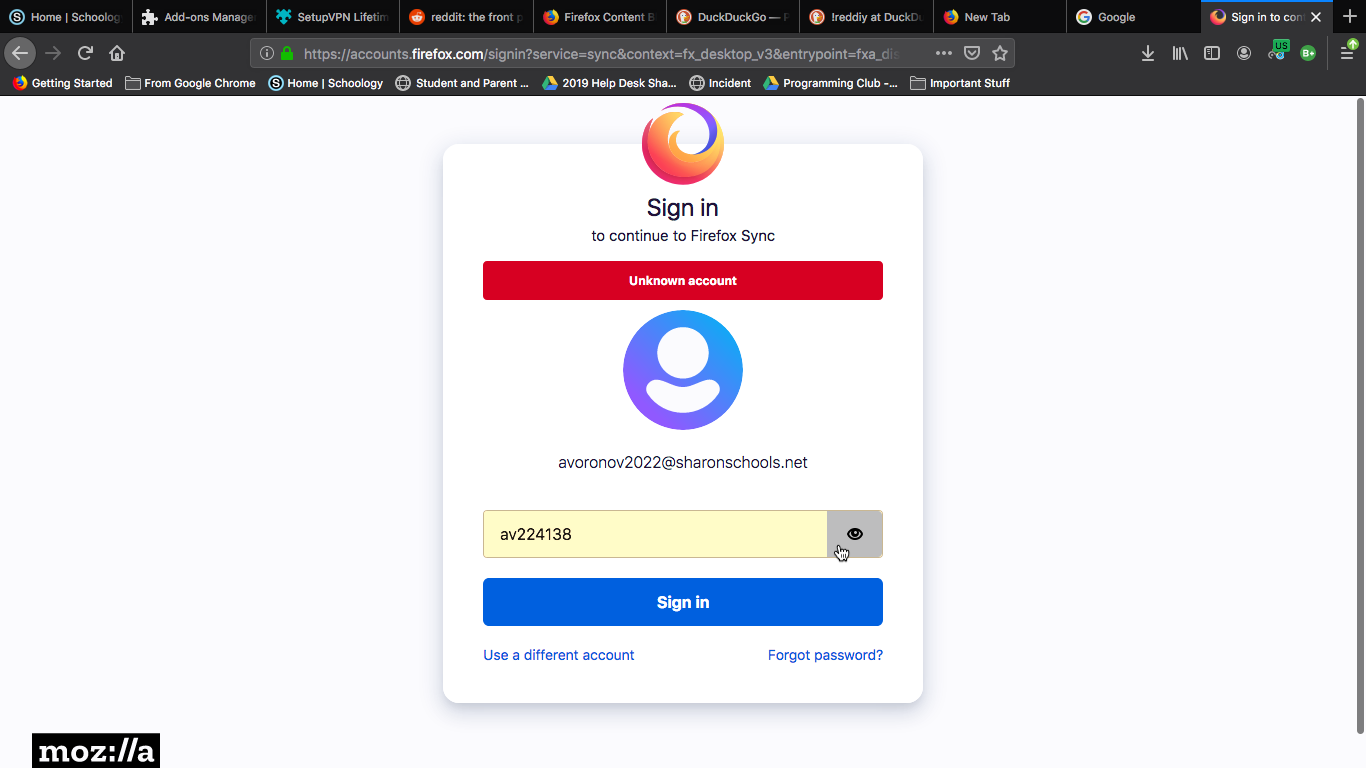 Home | Schoolog
Add-ons Manage
SetupVPN Lifetim
reddit: the front p
Firefox Content B
DuckDuckGo — P
!reddiy at DuckDu
New Tab
Google
Sign in to con
https://accounts.firefox.com/signin?service=sync&context=fx_desktop_v3&entrypoint=fxa_dis
US
B+
Getting Started
From Google Chrome
Home | Schoology
Student and Parent ...
2019 Help Desk Sha...
Incident
Programming Club -...
Important Stuff
Sign in
to continue to Firefox Sync
Unknown account
avoronov2022@sharonschools.net
av224138
Sign in
Use a different account
Forgot password?
moz://a